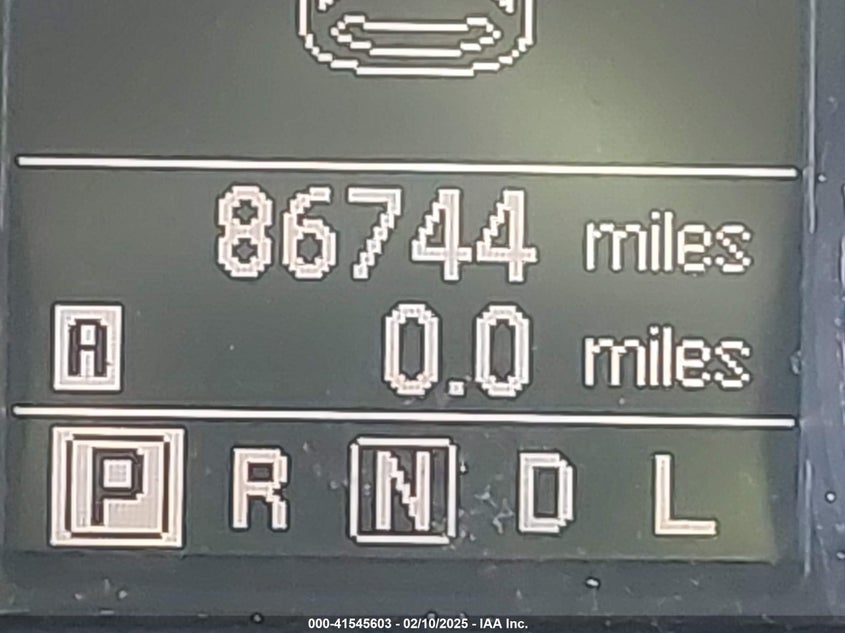 86744 miles
A 0.0 miles
P R N D L
000-41545603 - 02/10/2025 - IAA Inc.